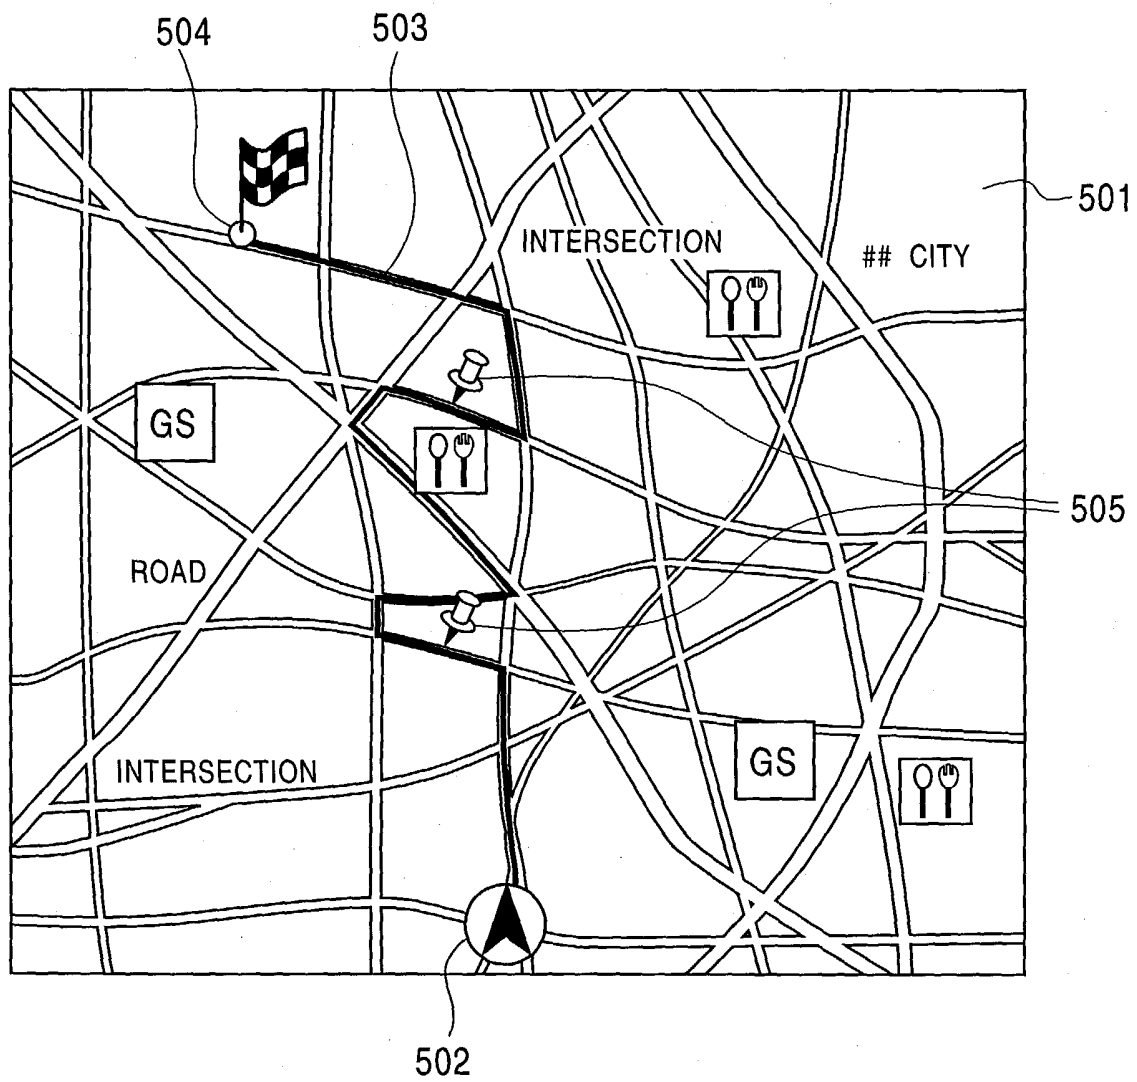 504
503
501
INTERSECTION
## CITY
GS
505
ROAD
INTERSECTION
GS
502